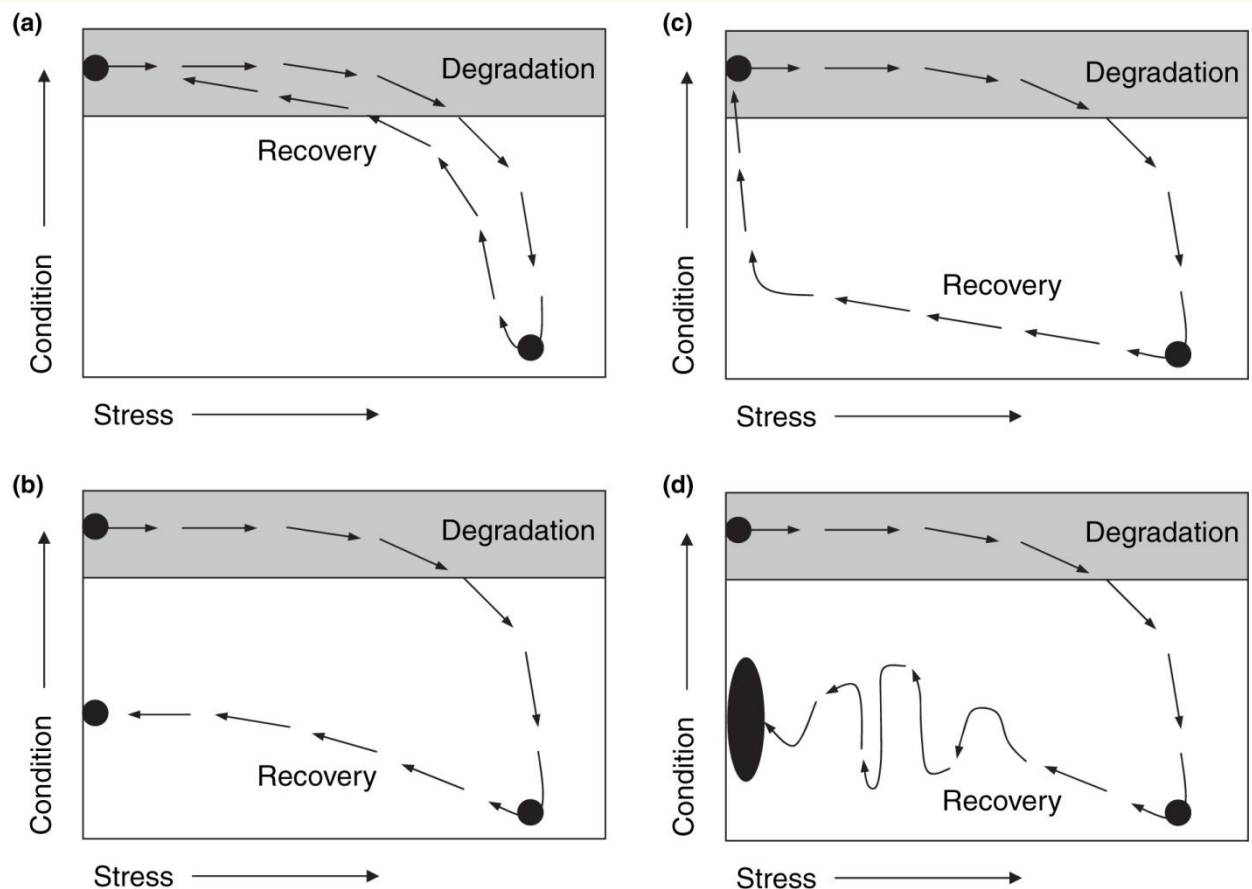 (a)
Degradation
Recovery
Condition
Stress
(b)
Degradation
Recovery
Condition
Stress
(c)
Degradation
Recovery
Condition
Stress
(d)
Degradation
Recovery
Condition
Stress